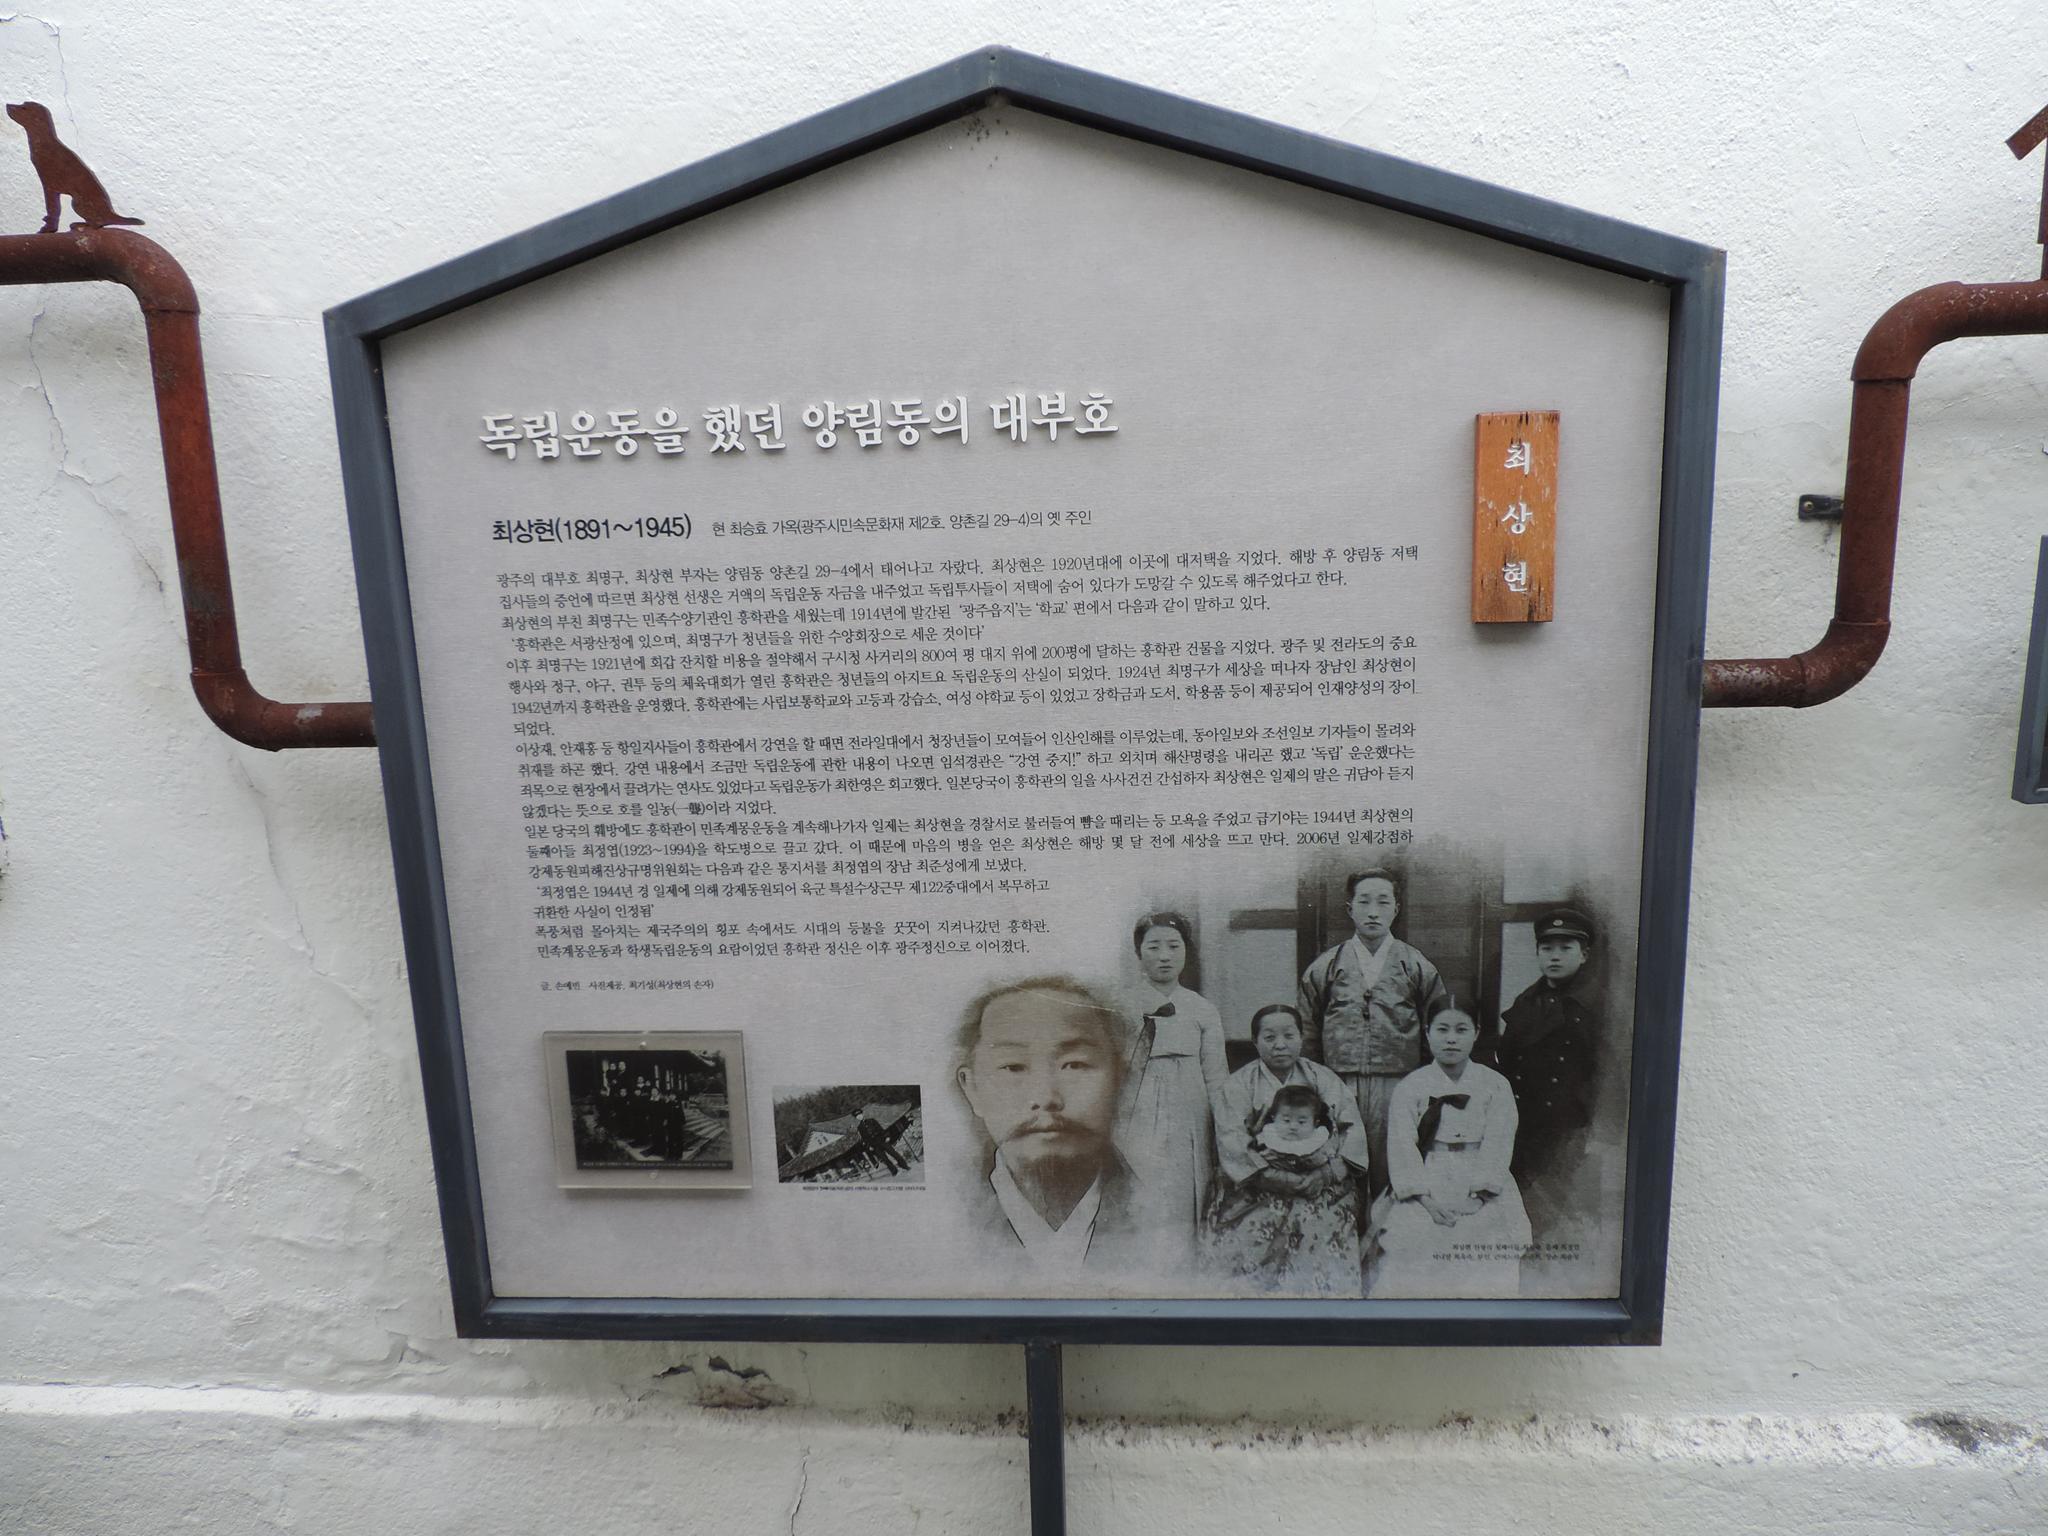 독립운동을 했던 양림동의 대부호
최상현
최상현(1891~1945) 현 최승효 가옥(광주시민속문화재 제2호, 양촌길 29-4)의 옛 주인
광주의 대부호 최명구, 최상현 부자는 양림동 양촌길 29-4에서 태어나고 자랐다. 최상현은 1920년대에 이곳에 대저택을 지었다. 해방 후 양림동 저택
집사들의 증언에 따르면 최상현 선생은 거액의 독립운동 자금을 내주었고 독립투사들이 저택에 숨어 있다가 도망갈 수 있도록 해주었다고 한다.
최상현의 부친 최명구는 민족수양기관인 흥학관을 세웠는데 1914년에 발간된 '광주읍지'는 '학교' 편에서 다음과 같이 말하고 있다.
'흥학관은 서광산정에 있으며, 최명구가 청년들을 위한 수양회장으로 세운 것이다'
이후 최명구는 1921년에 회갑 잔치할 비용을 절약해서 구시청 사거리의 800여 평 대지 위에 200평에 달하는 흥학관 건물을 지었다. 광주 및 전라도의 중요
행사와 정구, 야구, 권투 등의 체육대회가 열린 흥학관은 청년들의 아지트요 독립운동의 산실이 되었다. 1924년 최명구가 세상을 떠나자 장남인 최상현이
1942년까지 흥학관을 운영했다. 흥학관에는 사립보통학교와 고등과 강습소, 여성 야학교 등이 있었고 장학금과 도서, 학용품 등이 제공되어 인재양성의 장이
되었다.
이상재, 안재홍 등 항일지사들이 흥학관에서 강연을 할 때면 전라일대에서 청장년들이 모여들어 인산인해를 이루었는데, 동아일보와 조선일보 기자들이 몰려와
취재를 하곤 했다. 강연 내용에서 조금만 독립운동에 관한 내용이 나오면 임석경관은 "강연 중지!" 하고 외치며 해산명령을 내리곤 했고 '독립' 운운했다는
죄목으로 현장에서 끌려가는 연사도 있었다고 독립운동가 최한영은 회고했다. 일본당국이 흥학관의 일을 사사건건 간섭하자 최상현은 일제의 말은 귀담아 듣지
않겠다는 뜻으로 호를 일농(一聾)이라 지었다.
일본 당국의 훼방에도 흥학관이 민족계몽운동을 계속해나가자 일제는 최상현을 경찰서로 불러들여 뺨을 때리는 등 모욕을 주었고 급기야는 1944년 최상현의
둘째아들 최정엽(1923~1994)을 학도병으로 끌고 갔다. 이 때문에 마음의 병을 얻은 최상현은 해방 몇 달 전에 세상을 뜨고 만다. 2006년 일제강점하
강제동원피해진상규명위원회는 다음과 같은 통지서를 최정엽의 장남 최준성에게 보냈다.
'최정엽은 1944년 경 일제에 의해 강제동원되어 육군 특설수상근무 제122중대에서 복무하고
귀환한 사실이 인정됨'
폭풍처럼 몰아치는 제국주의의 횡포 속에서도 시대의 등불을 꿋꿋이 지켜나갔던 흥학관.
민족계몽운동과 학생독립운동의 요람이었던 흥학관 정신은 이후 광주정신으로 이어졌다.
글. 손예빈 사진제공. 최기성(최상현의 손자)